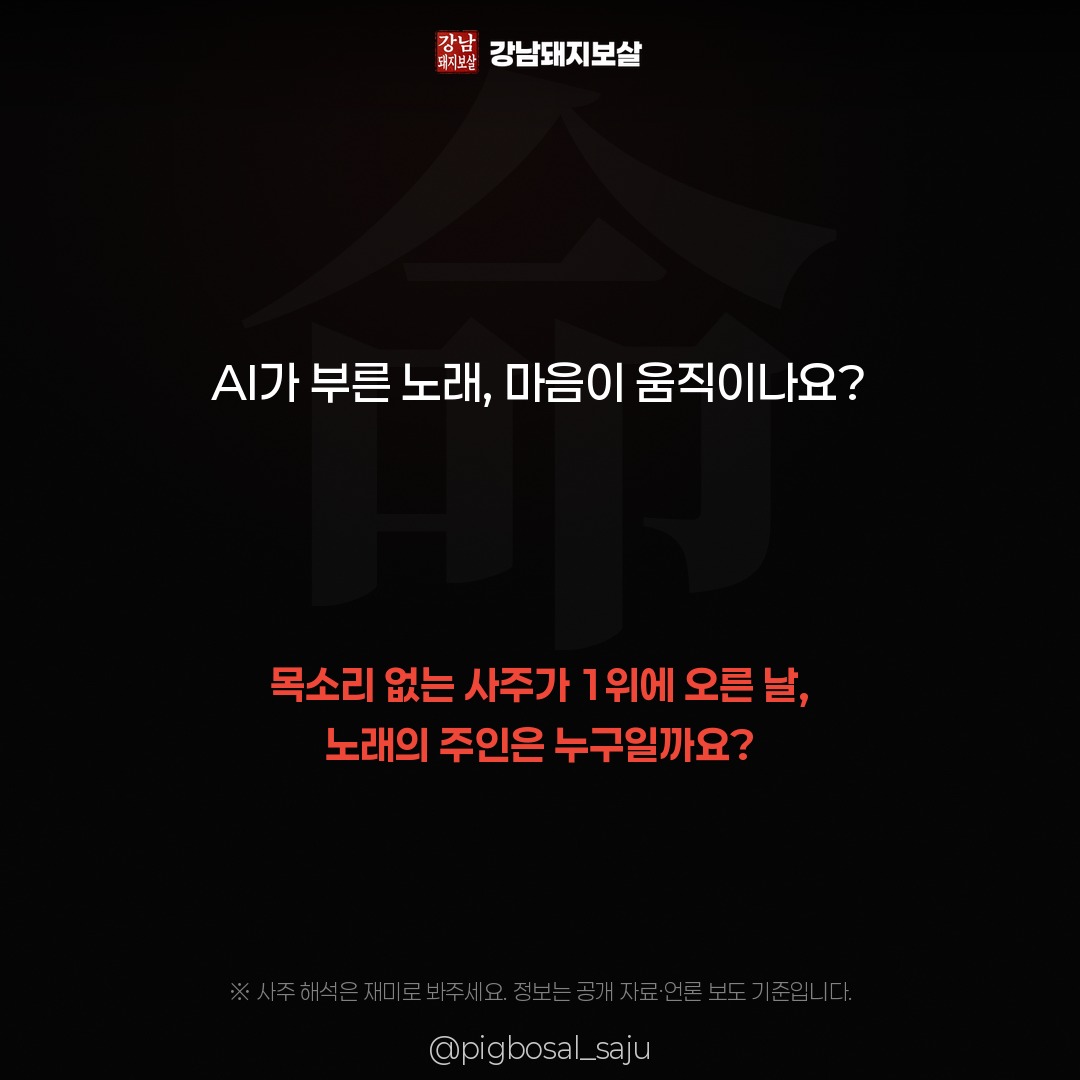 강남
돼지보살
강남돼지보살
命
AI가 부른 노래, 마음이 움직이나요?
목소리 없는 사주가 1위에 오른 날,
노래의 주인은 누구일까요?
※ 사주 해석은 재미로 봐주세요. 정보는 공개 자료·언론 보도 기준입니다.
@pigbosal_saju